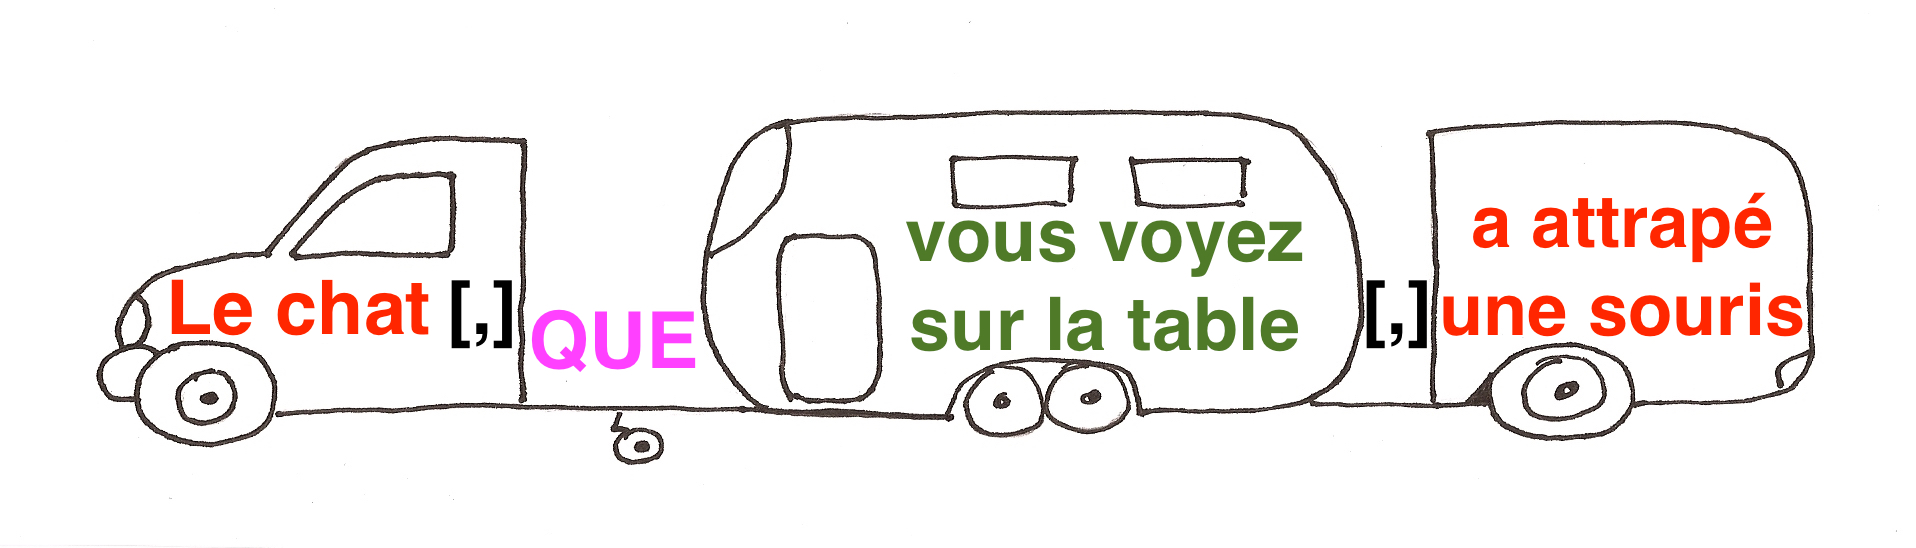 Le chat [,]
QUE
vous voyez
sur la table
[,]
a attrapé
une souris